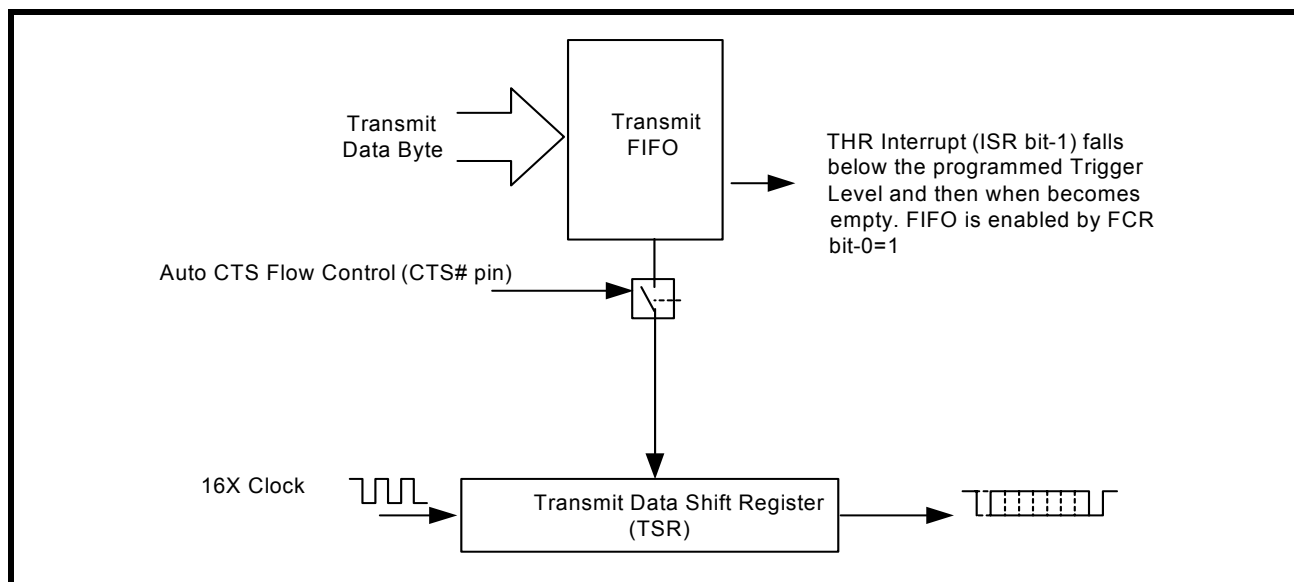 Transmit
Data Byte
Transmit
FIFO
THR Interrupt (ISR bit-1) falls
below the programmed Trigger
Level and then when becomes
empty. FIFO is enabled by FCR
bit-0=1
Auto CTS Flow Control (CTS# pin)
16X Clock
Transmit Data Shift Register
(TSR)